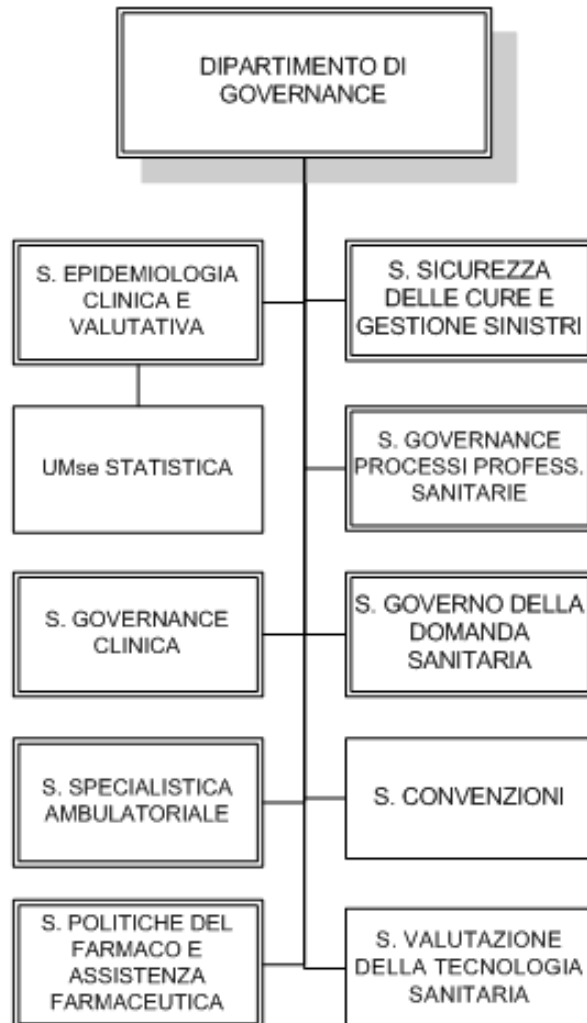 DIPARTIMENTO DI
GOVERNANCE
S. EPIDEMIOLOGIA
CLINICA E
VALUTATIVA
S. SICUREZZA
DELLE CURE E
GESTIONE SINISTRI
UMse STATISTICA
S. GOVERNANCE
PROCESSI PROFESS.
SANITARIE
S. GOVERNANCE
CLINICA
S. GOVERNO DELLA
DOMANDA
SANITARIA
S. SPECIALISTICA
AMBULATORIALE
S. CONVENZIONI
S. POLITICHE DEL
FARMACO E
ASSISTENZA
FARMACEUTICA
S. VALUTAZIONE
DELLA TECNOLOGIA
SANITARIA